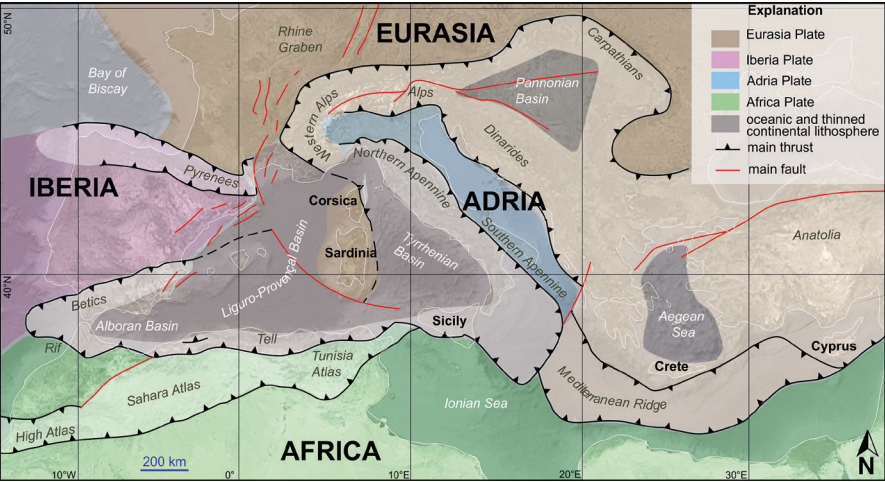 50°N
EURASIA
Rhine
Graben
Carpathians
Explanation
Eurasia Plate
Iberia Plate
Adria Plate
Africa Plate
oceanic and thinned
continental lithosphere
main thrust
main fault
Bay of
Biscay
Western Alps
Alps
Pannonian
Basin
Dinarides
Pyrenees
Northern Apennine
IBERIA
Corsica
ADRIA
Sardinia
Tyrrhenian
Basin
Southern Apennine
Anatolia
Liguro-Provençal Basin
40°N
Betics
Alboran Basin
Sicily
Aegean
Sea
Rif
Tell
Tunisia
Atlas
Crete
Cyprus
Sahara Atlas
Ionian Sea
Mediterranean Ridge
High Atlas
AFRICA
200 km
10°W
0°
10°E
20°E
30°E
N